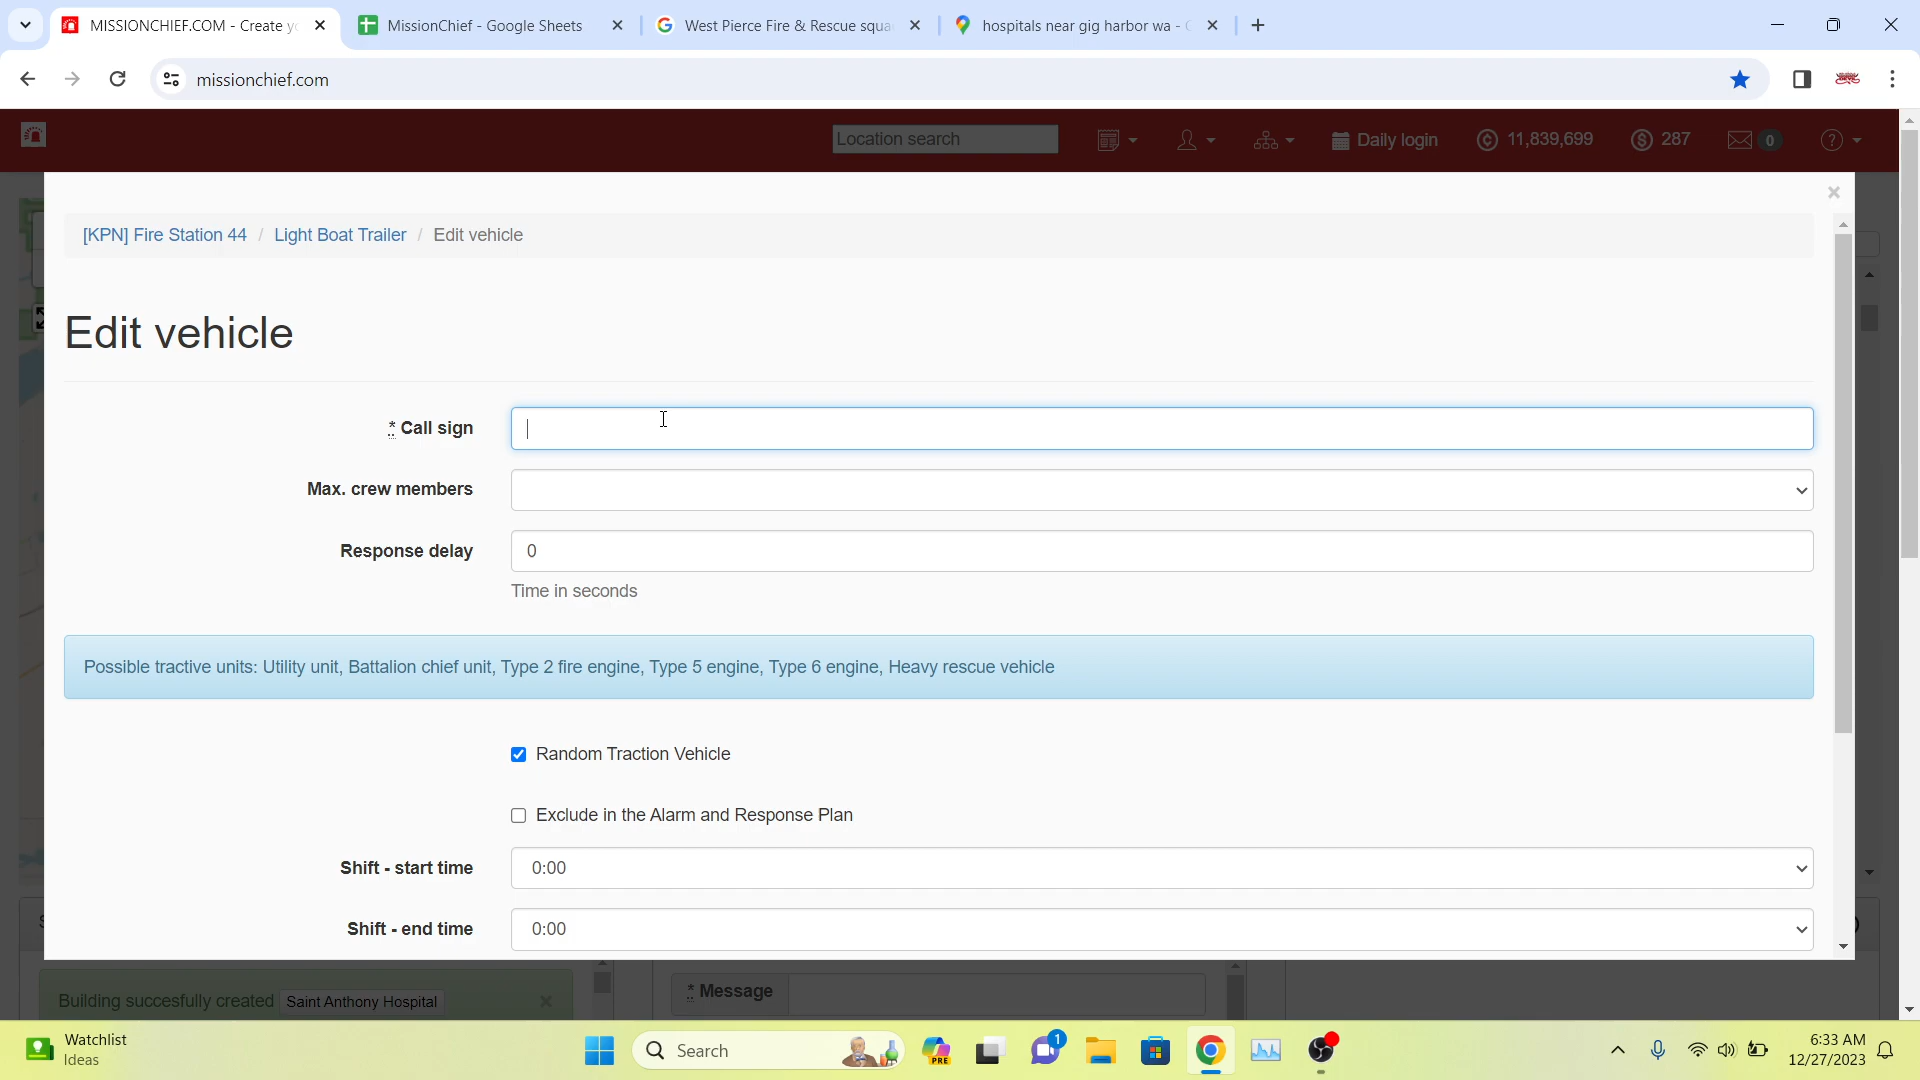 MISSIONCHIEF.COM - Create yo
MissionChief - Google Sheets
West Pierce Fire & Rescue squa
hospitals near gig harbor wa -
missionchief.com
Location search
Daily login
11,839,699
287
0
[KPN] Fire Station 44 / Light Boat Trailer / Edit vehicle
Edit vehicle
* Call sign
Max. crew members
Response delay
0
Time in seconds
Possible tractive units: Utility unit, Battalion chief unit, Type 2 fire engine, Type 5 engine, Type 6 engine, Heavy rescue vehicle
Random Traction Vehicle
Exclude in the Alarm and Response Plan
Shift - start time
0:00
Shift - end time
0:00
Building succesfully created Saint Anthony Hospital
* Message
Watchlist
Ideas
Search
PRE
1
6:33 AM
12/27/2023